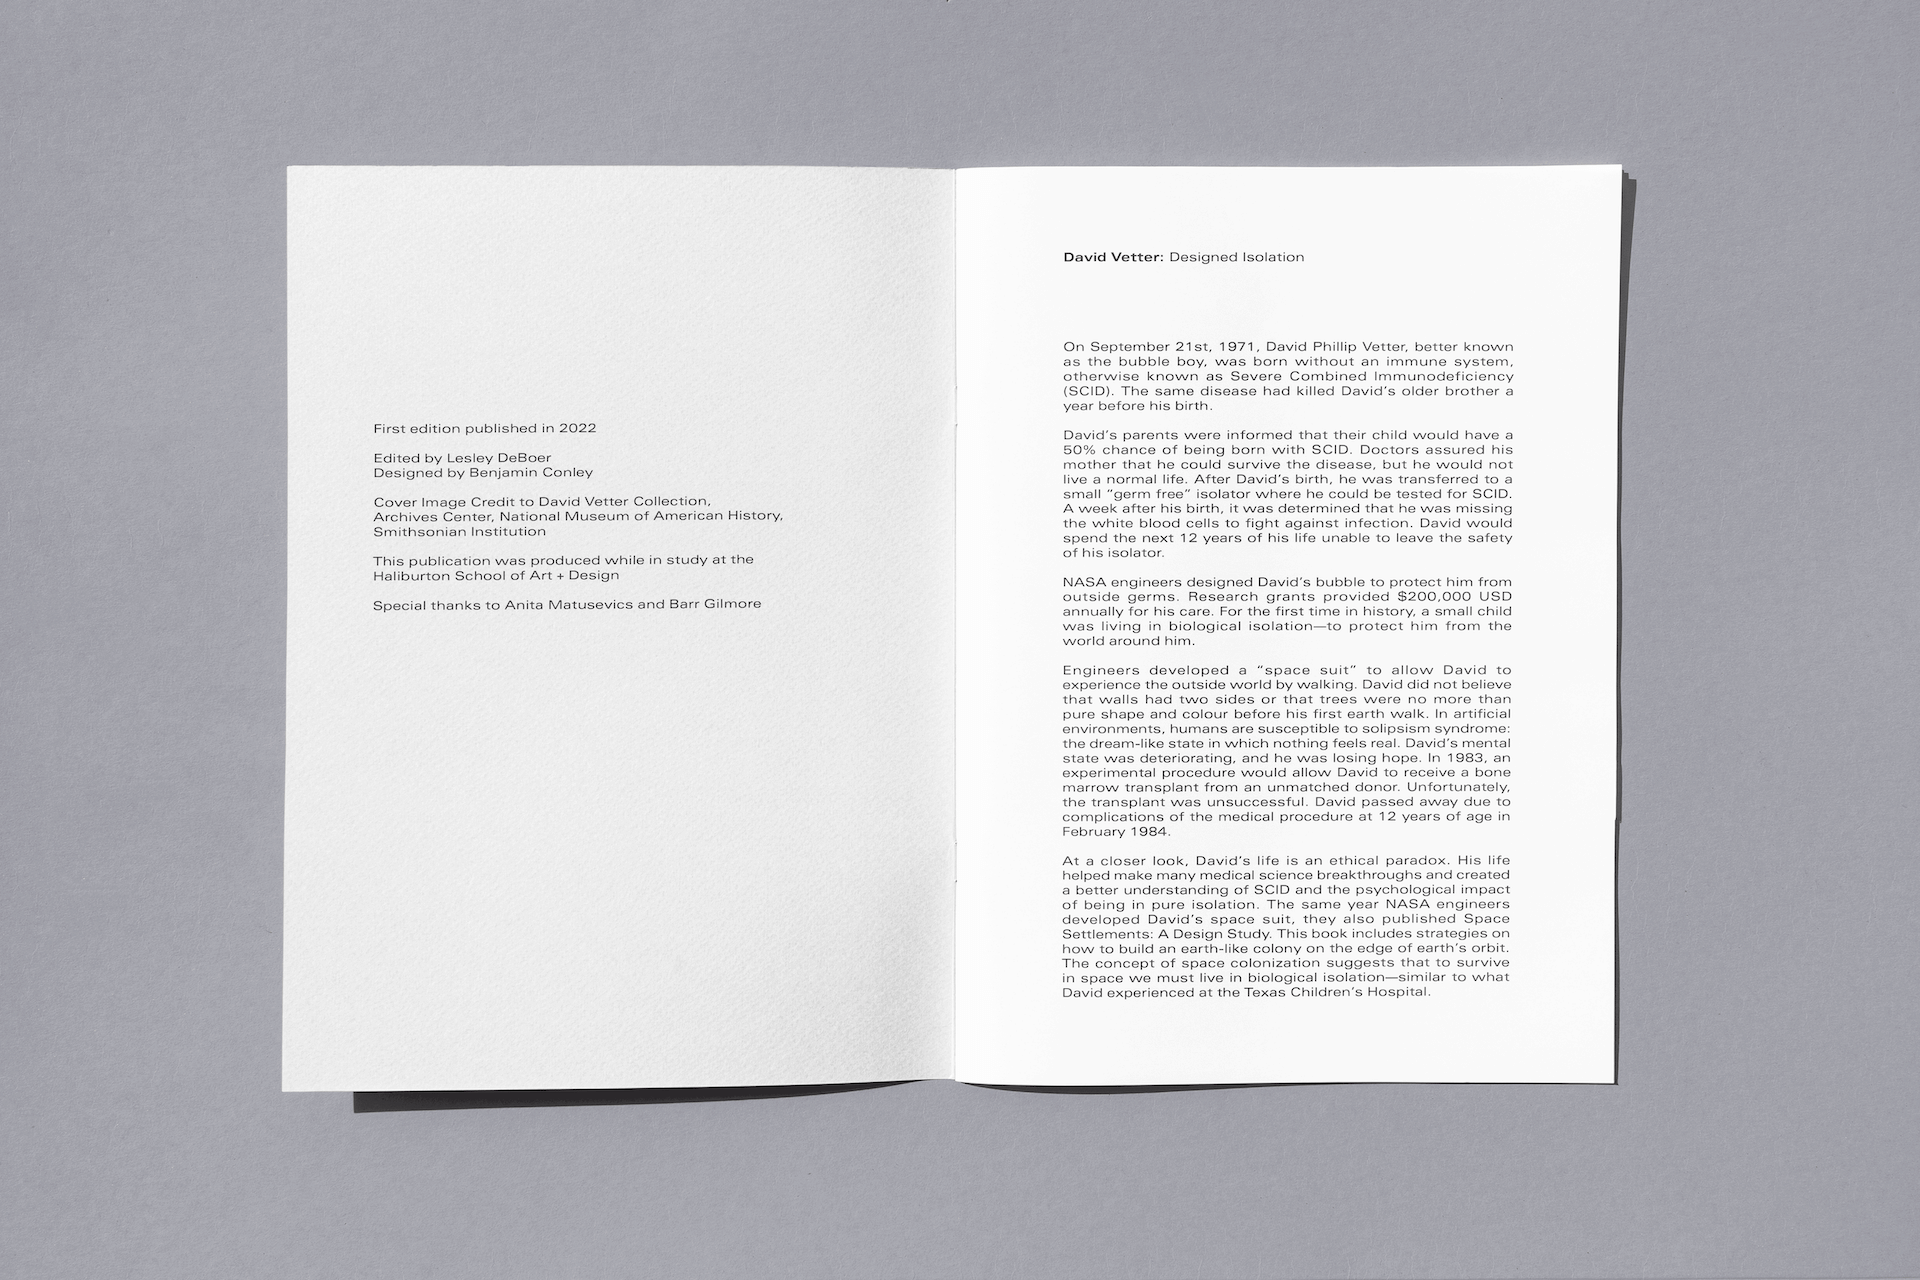 First edition published in 2022
Edited by Lesley DeBoer
Designed by Benjamin Conley
Cover Image Credit to David Vetter Collection,
Archives Center, National Museum of American History,
Smithsonian Institution
This publication was produced while in study at the
Haliburton School of Art + Design
Special thanks to Anita Matusevics and Barr Gilmore
David Vetter: Designed Isolation
On September 21st, 1971, David Phillip Vetter, better known
as the bubble boy, was born without an immune system,
otherwise known as Severe Combined Immunodeficiency
(SCID). The same disease had killed David's older brother a
year before his birth.
David's parents were informed that their child would have a
50% chance of being born with SCID. Doctors assured his
mother that he could survive the disease, but he would not
live a normal life. After David's birth, he was transferred to a
small "germ free" isolator where he could be tested for SCID.
A week after his birth, it was determined that he was missing
the white blood cells to fight against infection. David would
spend the next 12 years of his life unable to leave the safety
of his isolator.
NASA engineers designed David's bubble to protect him from
outside germs. Research grants provided $200,000 USD
annually for his care. For the first time in history, a small child
was living in biological isolation—to protect him from the
world around him.
Engineers developed a "space suit" to allow David to
experience the outside world by walking. David did not believe
that walls had two sides or that trees were no more than
pure shape and colour before his first earth walk. In artificial
environments, humans are susceptible to solipsism syndrome:
the dream-like state in which nothing feels real. David's mental
state was deteriorating, and he was losing hope. In 1983, an
experimental procedure would allow David to receive a bone
marrow transplant from an unmatched donor. Unfortunately,
the transplant was unsuccessful. David passed away due to
complications of the medical procedure at 12 years of age in
February 1984.
At a closer look, David's life is an ethical paradox. His life
helped make many medical science breakthroughs and created
a better understanding of SCID and the psychological impact
of being in pure isolation. The same year NASA engineers
developed David's space suit, they also published Space
Settlements: A Design Study. This book includes strategies on
how to build an earth-like colony on the edge of earth's orbit.
The concept of space colonization suggests that to survive
in space we must live in biological isolation—similar to what
David experienced at the Texas Children's Hospital.